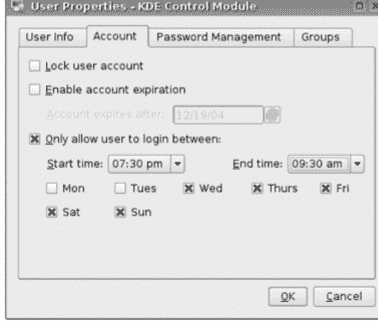 User Properties - KDE Control Module
User Info Account Password Management Groups
Lock user account
Enable account expiration
Account expires after: 12/19/04
Only allow user to login between:
Start time: 07:30 pm End time: 09:30 am
Mon Tues Wed Thurs Fri
Sat Sun
OK Cancel